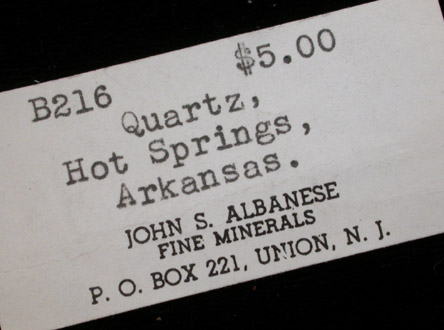 $5.00
B216
Quartz,
Hot Springs,
Arkansas.
JOHN S. ALBANESE
FINE MINERALS
P. O. BOX 221, UNION, N. J.